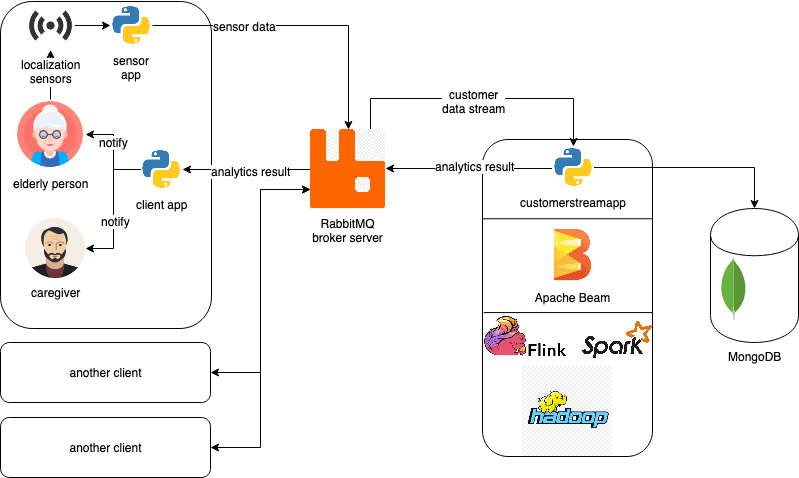 sensor data
localization
sensors
sensor
app
notify
elderly person
client app
analytics result
notify
caregiver
RabbitMQ
broker server
customer
data stream
analytics result
customerstreamapp
Apache Beam
Flink
Spark
hadoop
MongoDB
another client
another client